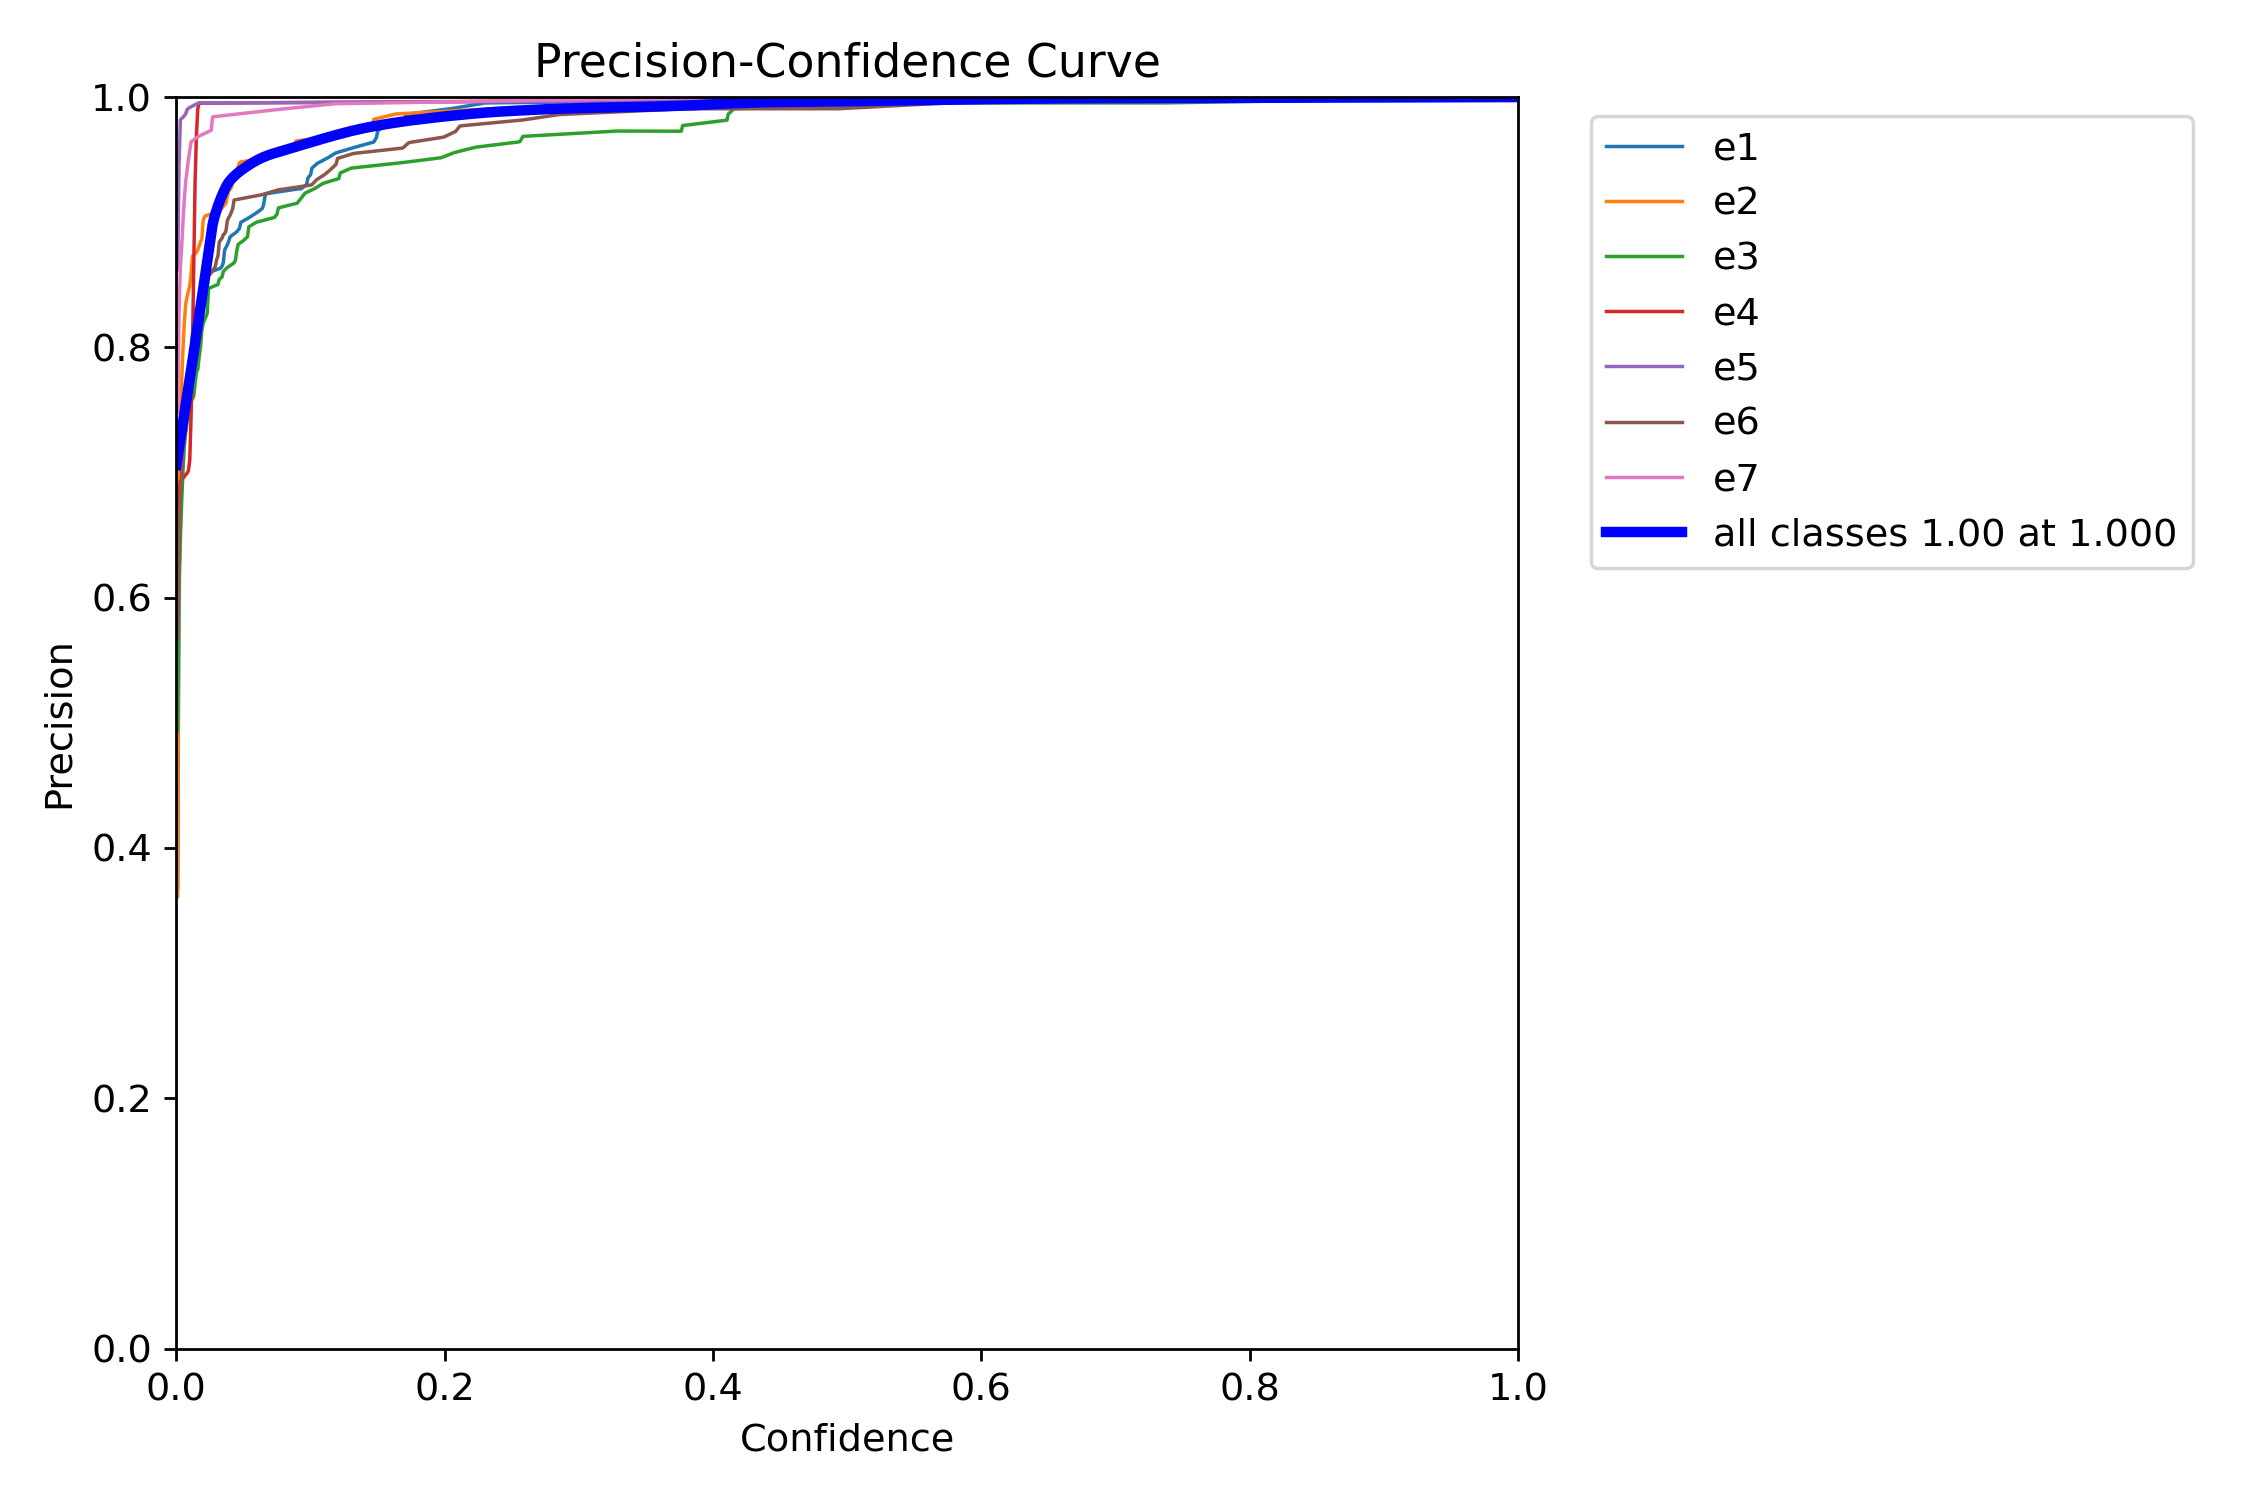 Precision-Confidence Curve
1.0
0.8
0.6
0.4
0.2
0.0
Precision
0.0 0.2 0.4 0.6 0.8 1.0
Confidence
e1
e2
e3
e4
e5
e6
e7
all classes 1.00 at 1.000